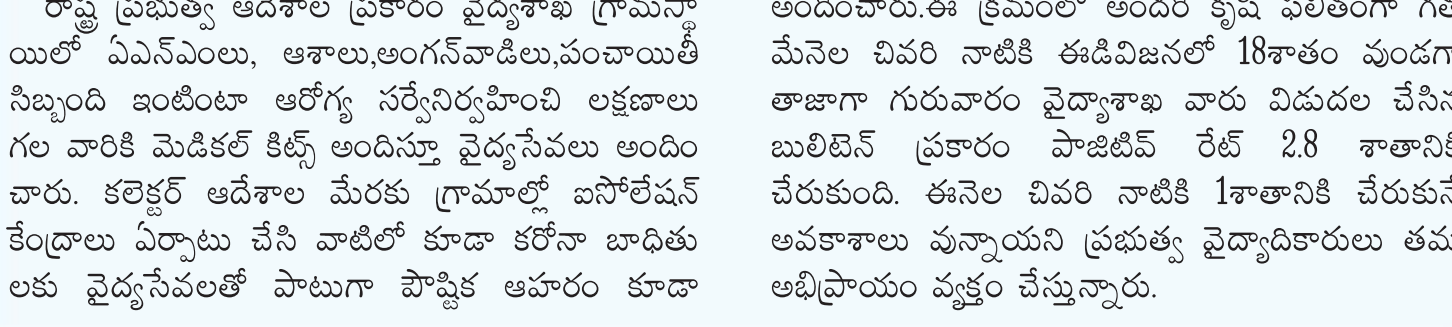 రాష్ట్ర ప్రభుత్వ ఆదేశాల ప్రకారం వైద్యశాఖ గ్రామస్థా
యిలో ఏఎన్ఎంలు, ఆశాలు,అంగన్‌వాడిలు,పంచాయితీ
సిబ్బంది ఇంటింటా ఆరోగ్య సర్వేనిర్వహించి లక్షణాలు
గల వారికి మెడికల్ కిట్స్ అందిస్తూ వైద్యసేవలు అందిం
చారు. కలెక్టర్ ఆదేశాల మేరకు గ్రామాల్లో ఐసోలేషన్
కేంద్రాలు ఏర్పాటు చేసి వాటిలో కూడా కరోనా బాధితు
లకు వైద్యసేవలతో పాటుగా పౌష్టిక ఆహారం కూడా
అందించారు.ఈ క్రమంలో అందరి కృషి ఫలితంగా గత
మేనెల చివరి నాటికి ఈడివిజనలో 18శాతం వుండగా
తాజాగా గురువారం వైద్యాశాఖ వారు విడుదల చేసిన
బులిటెన్ ప్రకారం పాజిటివ్ రేట్ 2.8 శాతానికి
చేరుకుంది. ఈనెల చివరి నాటికి 1శాతానికి చేరుకునే
అవకాశాలు వున్నాయని ప్రభుత్వ వైద్యాదికారులు తమ
అభిప్రాయం వ్యక్తం చేస్తున్నారు.